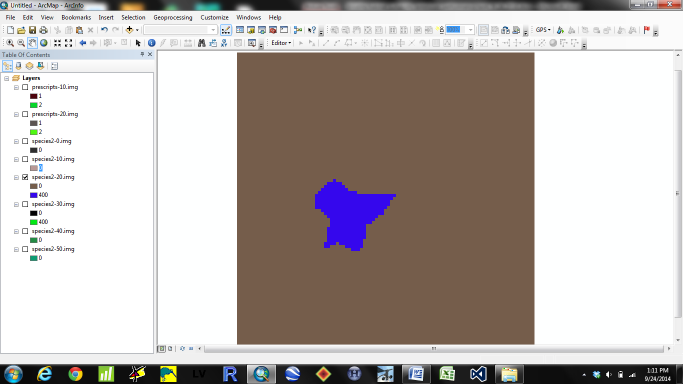 Untitled - ArcMap - ArcInfo
File Edit View Bookmarks Insert Selection Geoprocessing Customize Windows Help
GPS
Editor
Table Of Contents
Layers
prescripts-10.img
1
2
prescripts-20.img
1
2
species2-0.img
0
species2-10.img
species2-20.img
0
400
species2-30.img
0
400
species2-40.img
0
species2-50.img
0
LV
R
H
W
1:11 PM
9/24/2014